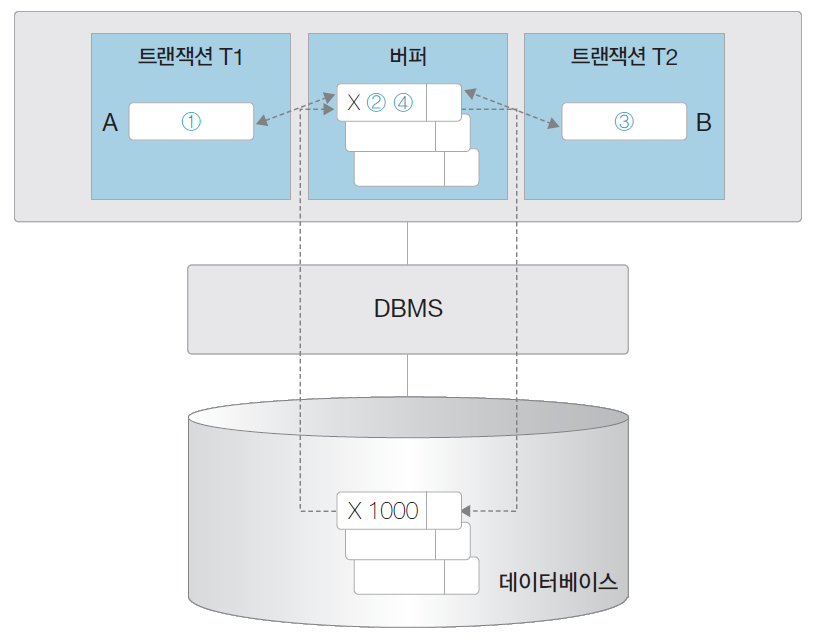 트랜잭션 T1
버퍼
트랜잭션 T2
A
①
X ② ④
③
B
DBMS
X 1000
데이터베이스